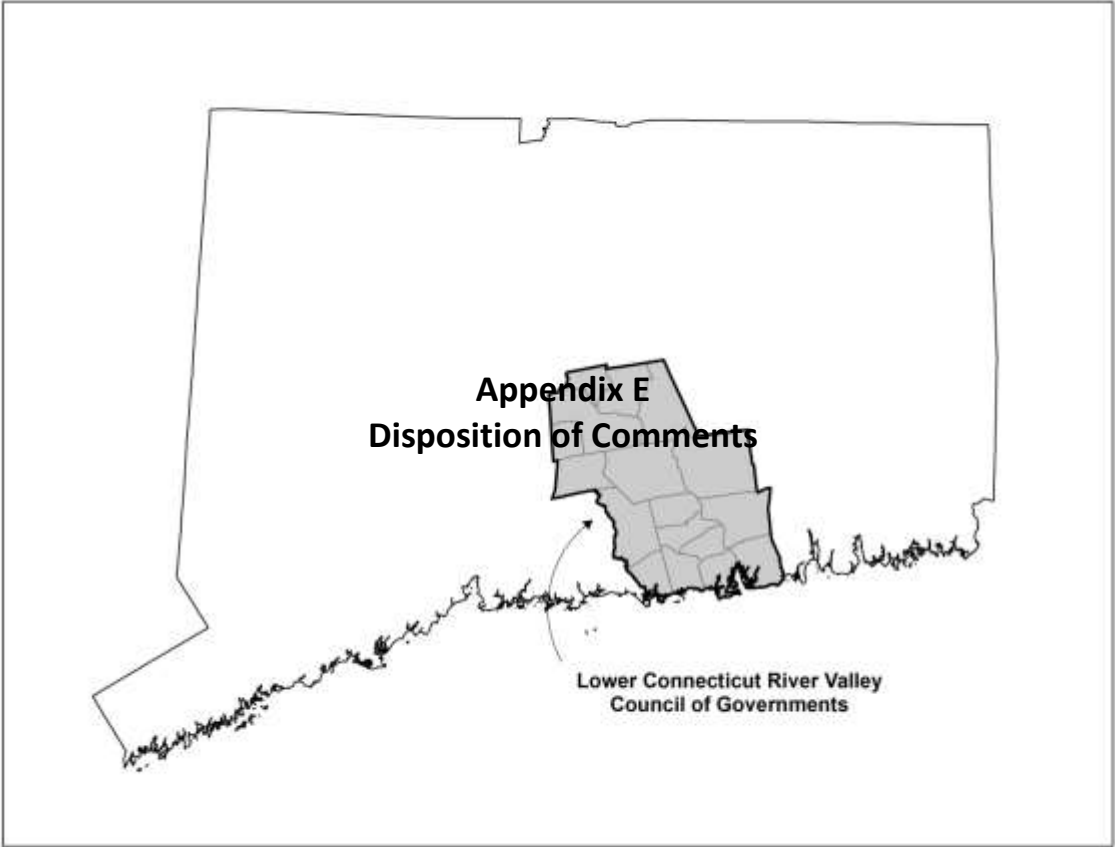 Appendix E
Disposition of Comments
Lower Connecticut River Valley
Council of Governments